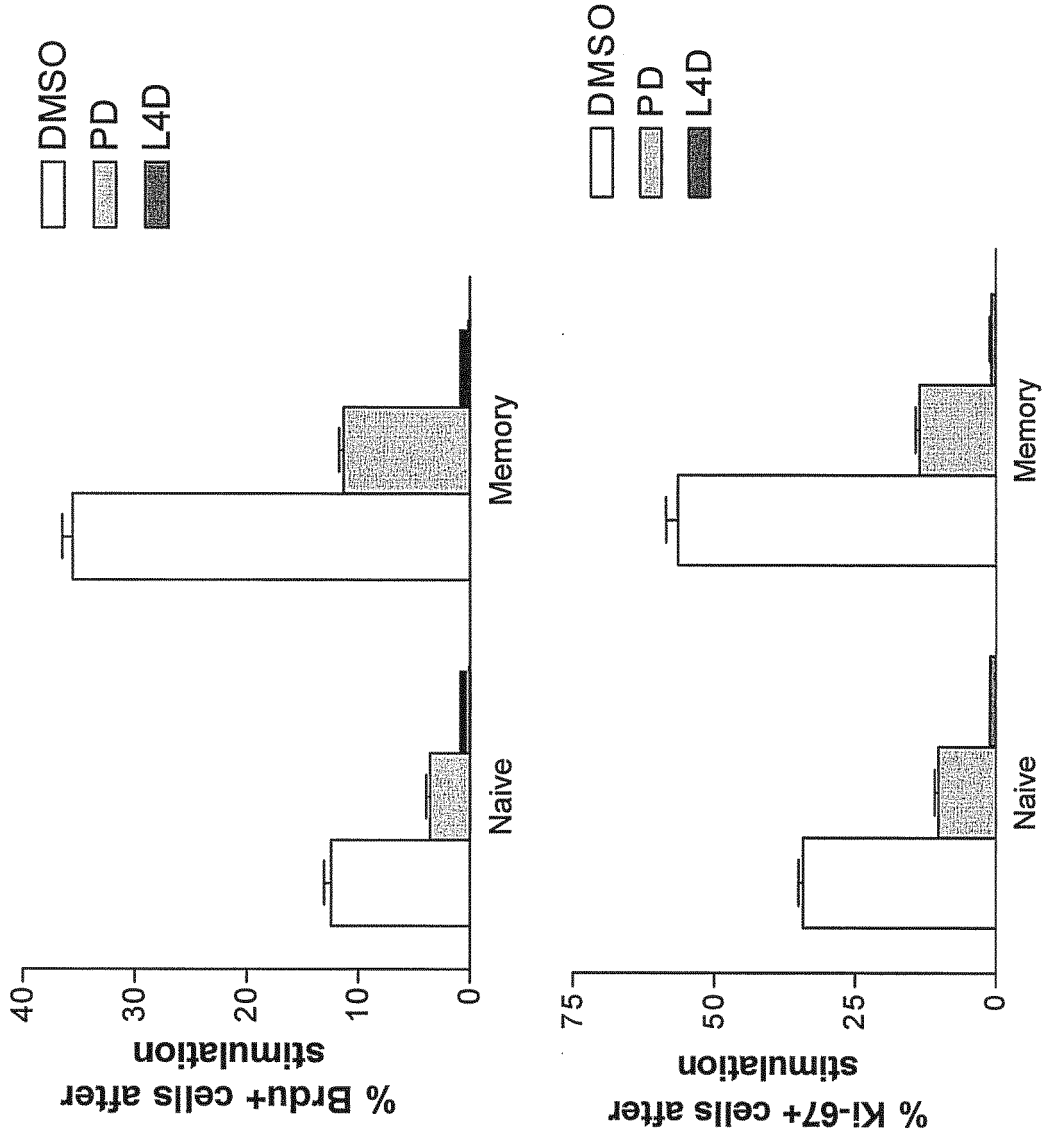 % Brdu+ cells after
stimulation
40
30
20
10
0
Naive
Memory
DMSO
PD
L4D
% Ki-67+ cells after
stimulation
75
50
25
0
Naive
Memory
DMSO
PD
L4D